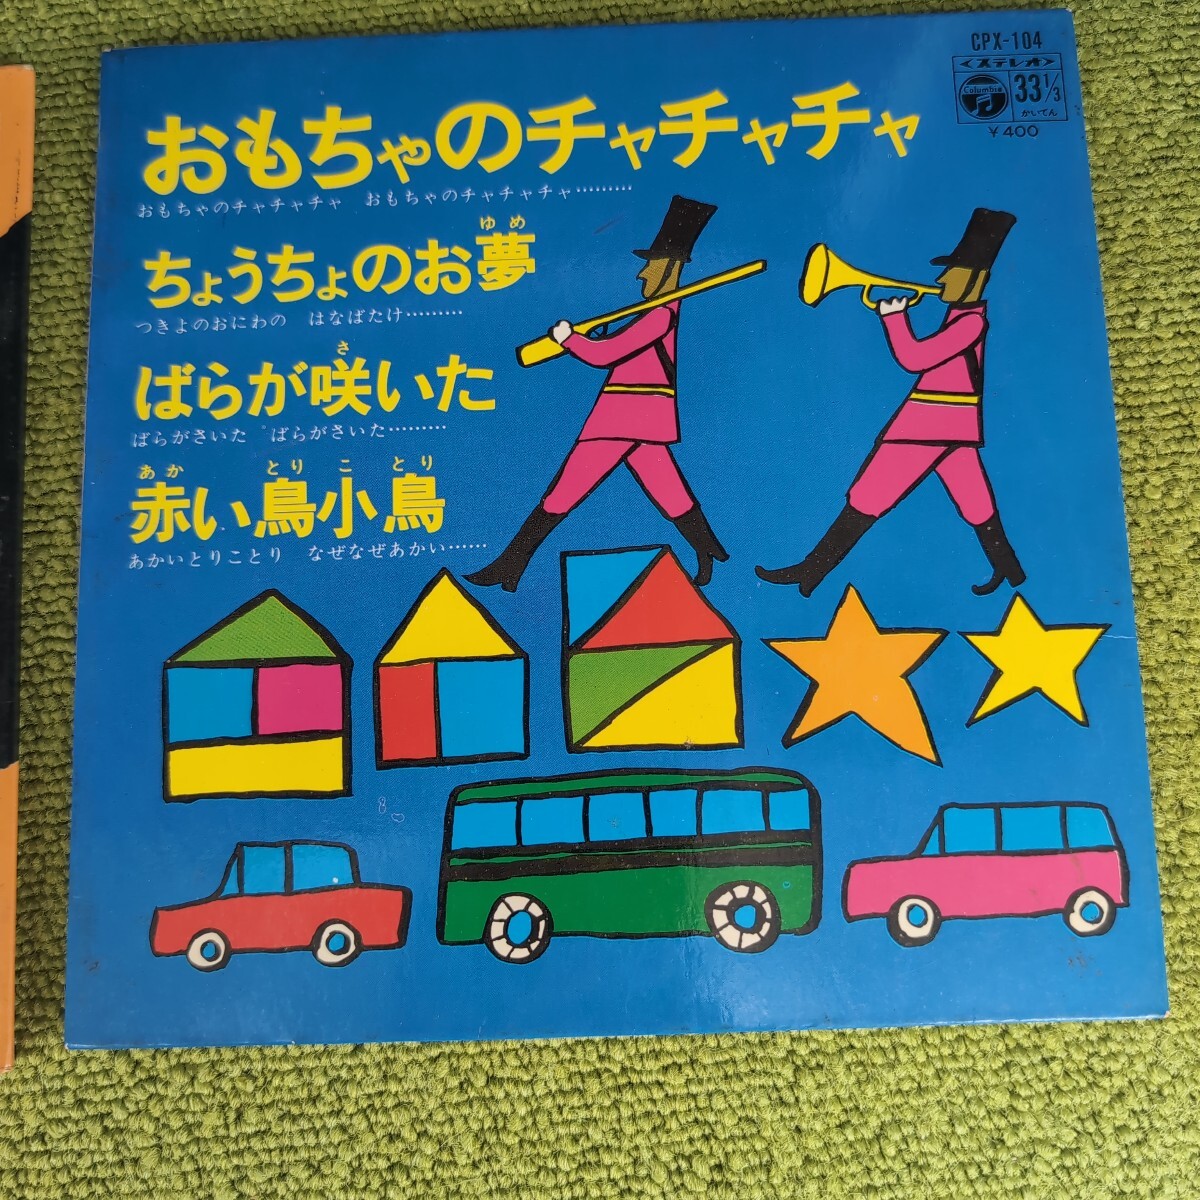 CPX-104
<ステレオ>
Columbia
33 1/3
かいてん
¥400
おもちゃのチャチャチャ
おもちゃのチャチャチャ おもちゃのチャチャチャ………
ゆめ
ちょうちょのお夢
つきよのおにわの はなばたけ………
さ
ばらが咲いた
ばらがさいた ばらがさいた………
あか とり こ とり
赤い鳥小鳥
あかいとりことり なぜなぜあかい……